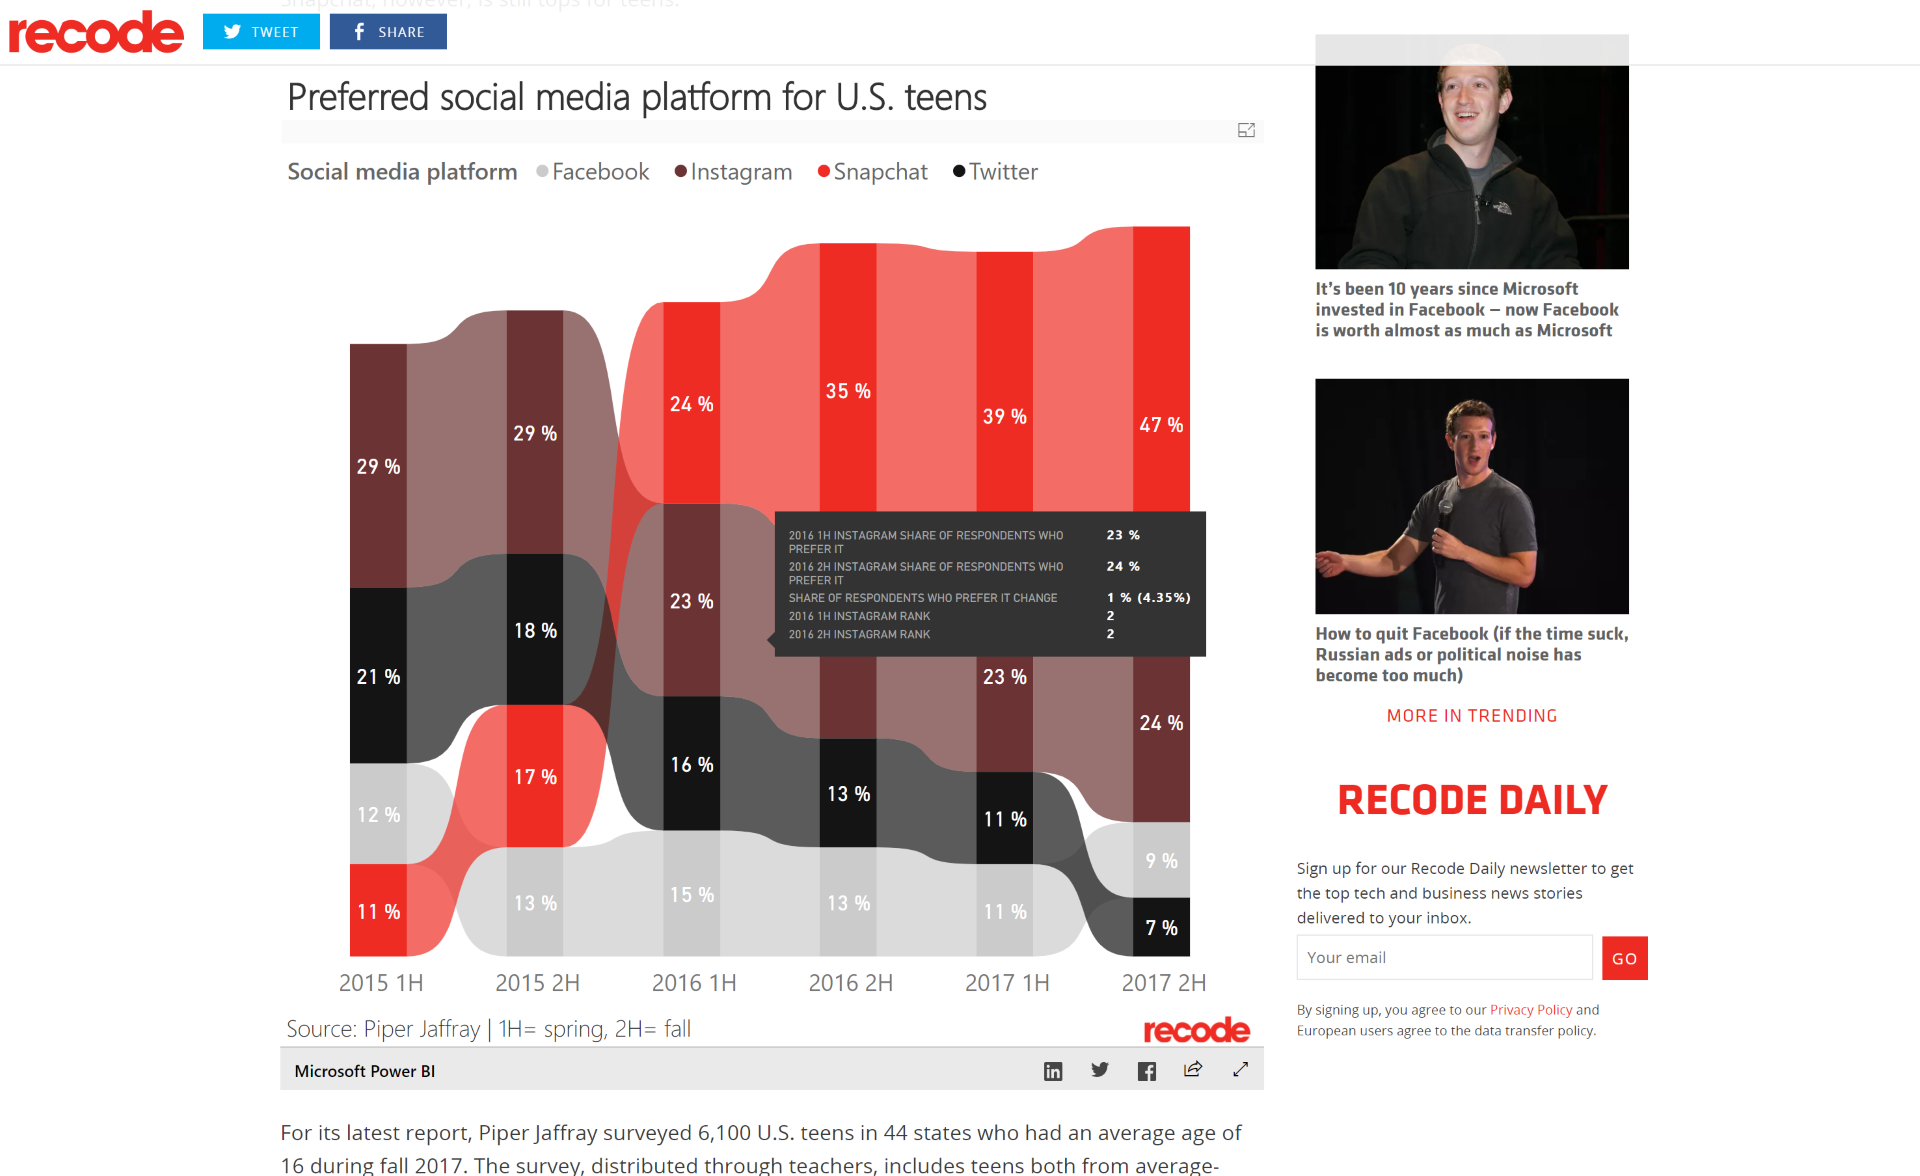 Snapchat, however, is still tops for teens.
recode
TWEET
SHARE
Preferred social media platform for U.S. teens
Social media platform Facebook Instagram Snapchat Twitter
29 %
21 %
12 %
11 %
29 %
18 %
17 %
13 %
24 %
23 %
16 %
15 %
35 %
13 %
13 %
39 %
23 %
11 %
11 %
47 %
24 %
9 %
7 %
2016 1H INSTAGRAM SHARE OF RESPONDENTS WHO PREFER IT 23 %
2016 2H INSTAGRAM SHARE OF RESPONDENTS WHO PREFER IT 24 %
SHARE OF RESPONDENTS WHO PREFER IT CHANGE 1 % (4.35%)
2016 1H INSTAGRAM RANK 2
2016 2H INSTAGRAM RANK 2
2015 1H 2015 2H 2016 1H 2016 2H 2017 1H 2017 2H
Source: Piper Jaffray | 1H= spring, 2H= fall
recode
Microsoft Power BI
For its latest report, Piper Jaffray surveyed 6,100 U.S. teens in 44 states who had an average age of
16 during fall 2017. The survey, distributed through teachers, includes teens both from average-
It's been 10 years since Microsoft
invested in Facebook — now Facebook
is worth almost as much as Microsoft
How to quit Facebook (if the time suck,
Russian ads or political noise has
become too much)
MORE IN TRENDING
RECODE DAILY
Sign up for our Recode Daily newsletter to get
the top tech and business news stories
delivered to your inbox.
Your email
GO
By signing up, you agree to our Privacy Policy and
European users agree to the data transfer policy.